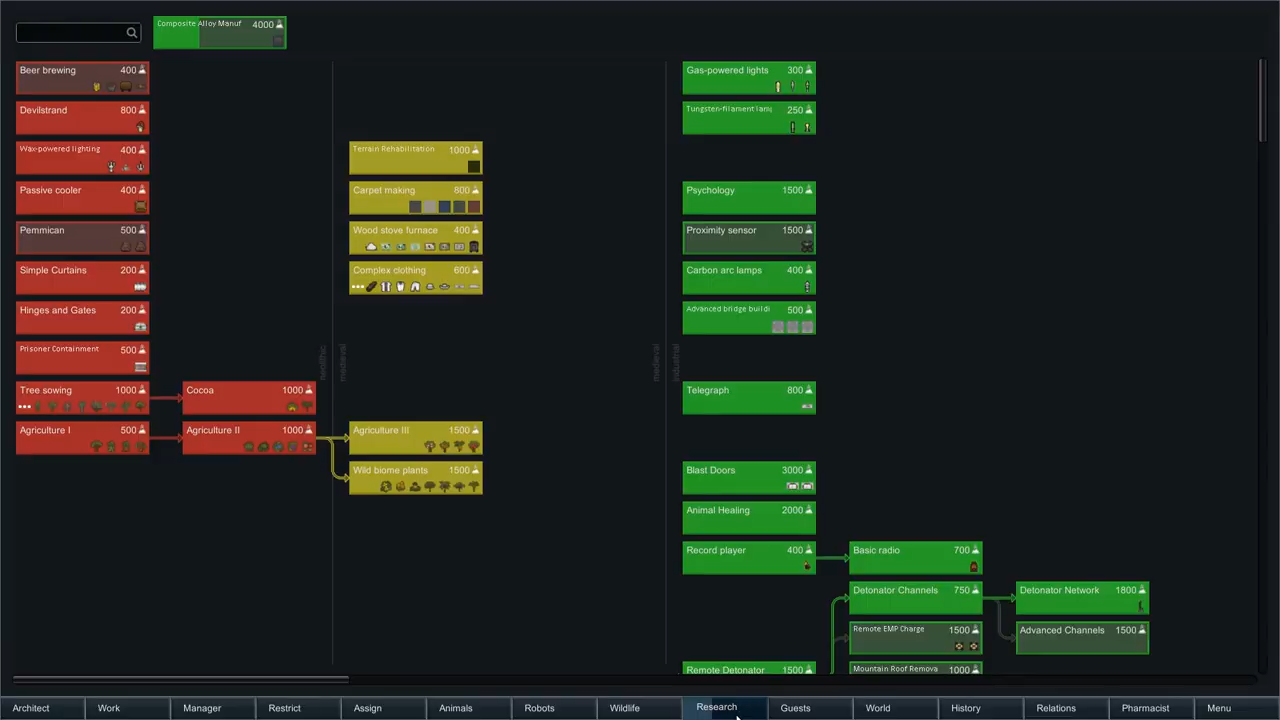 Composite Alloy Manuf 4000
Beer brewing 400
Gas-powered lights 300
Devilstrand 800
Tungsten-filament lamp 250
Wax-powered lighting 400
Terrain Rehabilitation 1000
Passive cooler 400
Carpet making 800
Psychology 1500
Pemmican 500
Wood stove furnace 400
Proximity sensor 1500
Simple Curtains 200
Complex clothing 600
Carbon arc lamps 400
Hinges and Gates 200
Advanced bridge buildi 500
Prisoner Containment 500
neolithic
medieval
medieval
industrial
Tree sowing 1000
Cocoa 1000
Telegraph 800
Agriculture I 500
Agriculture II 1000
Agriculture III 1500
Wild biome plants 1500
Blast Doors 3000
Animal Healing 2000
Record player 400
Basic radio 700
Detonator Channels 750
Detonator Network 1800
Remote EMP Charge 1500
Advanced Channels 1500
Remote Detonator 1500
Mountain Roof Remova 1000
Architect Work Manager Restrict Assign Animals Robots Wildlife Research Guests World History Relations Pharmacist Menu